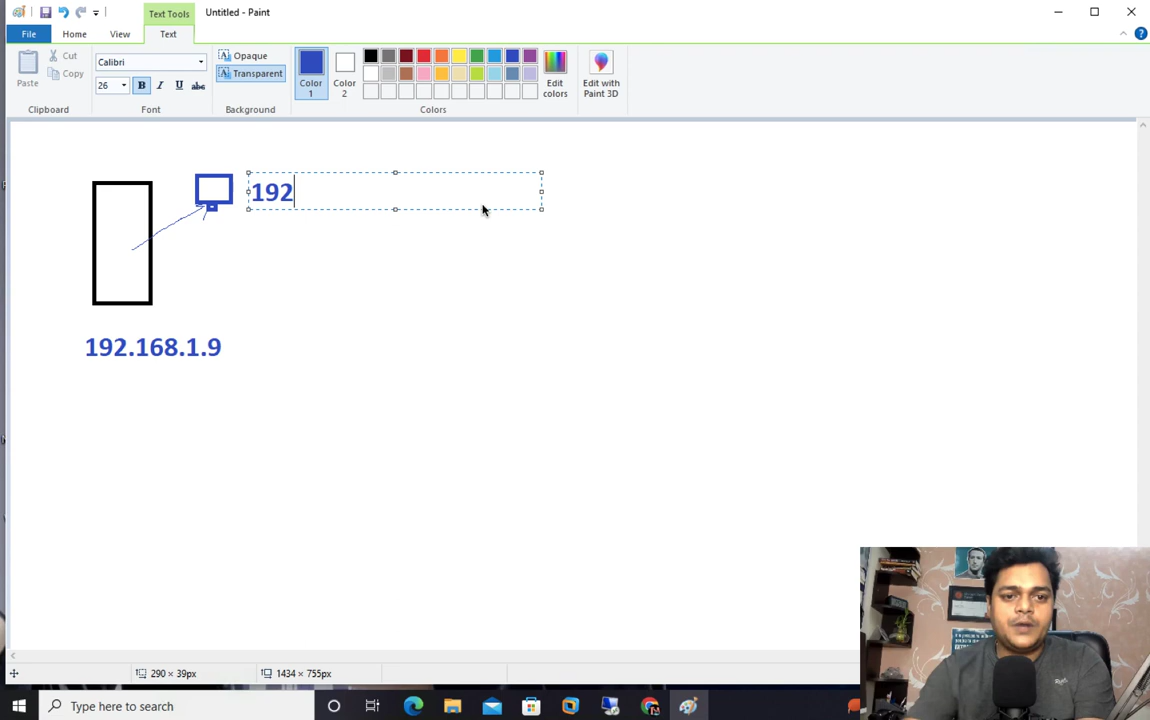 Text Tools
Untitled - Paint
File
Home
View
Text
Paste
Cut
Copy
Clipboard
Calibri
26
B
I
U
abc
Font
A Opaque
A Transparent
Background
Color 1
Color 2
Edit colors
Colors
Edit with Paint 3D
192
192.168.1.9
290 × 39px
1434 × 755px
Type here to search